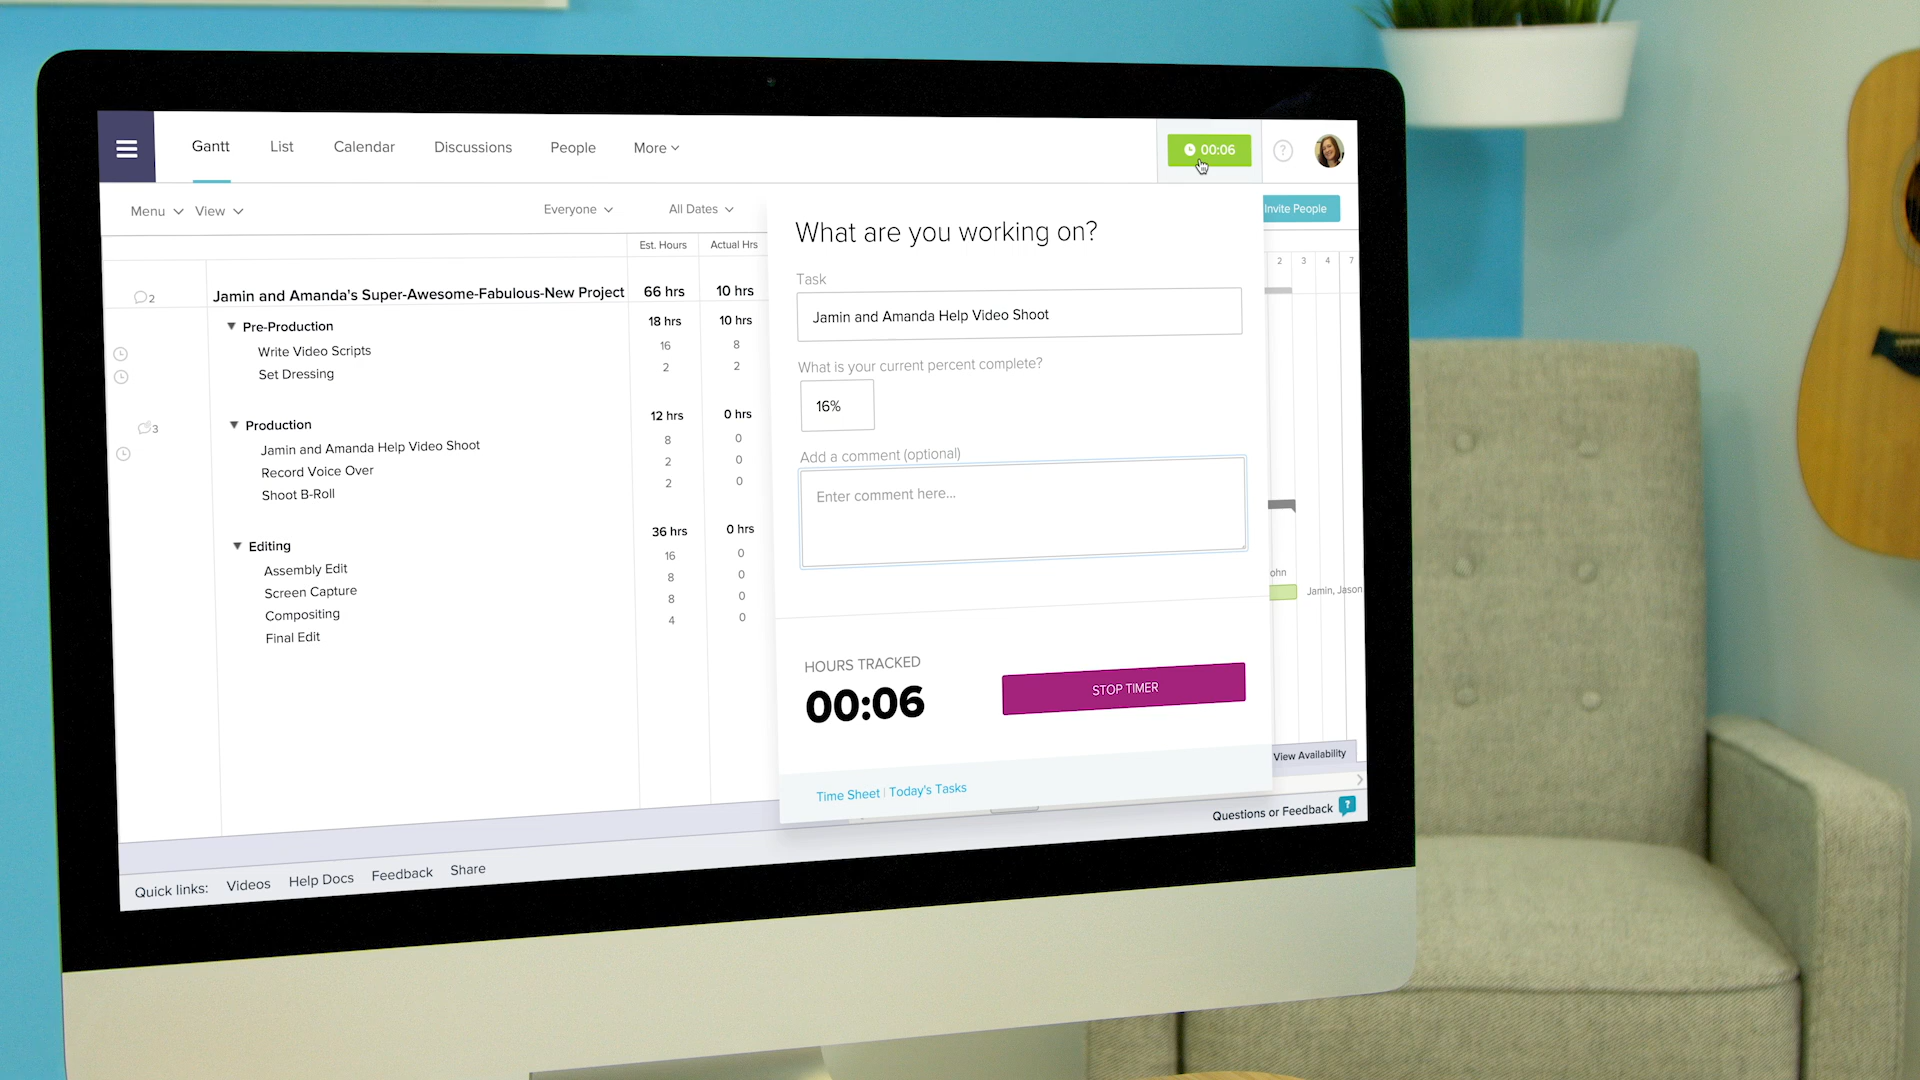 Gantt List Calendar Discussions People More 00:06 ?
Menu View Everyone All Dates Invite People
Est. Hours Actual Hrs
2 Jamin and Amanda's Super-Awesome-Fabulous-New Project 66 hrs 10 hrs
Pre-Production 18 hrs 10 hrs
Write Video Scripts 16 8
Set Dressing 2 2
3 Production 12 hrs 0 hrs
Jamin and Amanda Help Video Shoot 8 0
Record Voice Over 2 0
Shoot B-Roll 2 0
Editing 36 hrs 0 hrs
Assembly Edit 16 0
Screen Capture 8 0
Compositing 8 0
Final Edit 4 0
What are you working on?
Task
Jamin and Amanda Help Video Shoot
What is your current percent complete?
16%
Add a comment (optional)
Enter comment here...
HOURS TRACKED
00:06
STOP TIMER
Time Sheet | Today's Tasks
2 3 4 7
ohn
Jamin, Jason
View Availability
Questions or Feedback ?
Quick links: Videos Help Docs Feedback Share